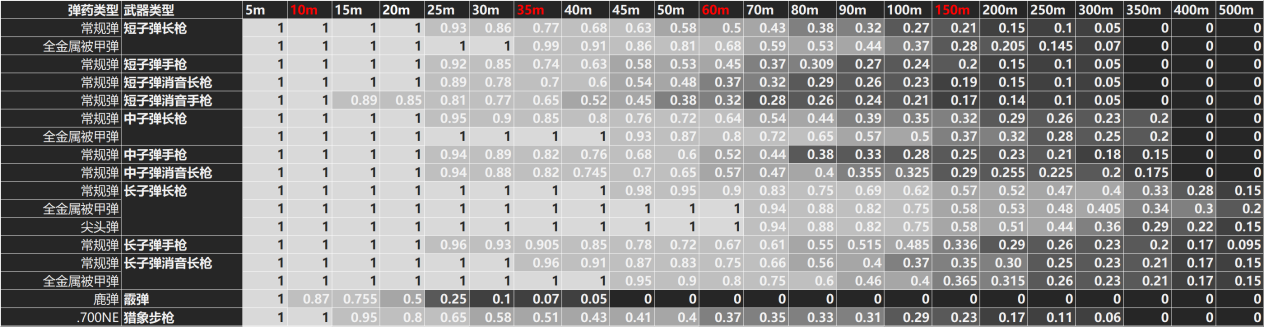 弹药类型 武器类型 5m 10m 15m 20m 25m 30m 35m 40m 45m 50m 60m 70m 80m 90m 100m 150m 200m 250m 300m 350m 400m 500m
常规弹 短子弹长枪 1 1 1 1 0.93 0.86 0.77 0.68 0.63 0.58 0.5 0.43 0.38 0.32 0.27 0.21 0.15 0.1 0.05 0 0 0
全金属被甲弹 1 1 1 1 1 1 0.99 0.91 0.86 0.81 0.68 0.59 0.53 0.44 0.37 0.28 0.205 0.145 0.07 0 0 0
常规弹 短子弹手枪 1 1 1 1 0.92 0.85 0.74 0.63 0.58 0.53 0.45 0.37 0.309 0.27 0.24 0.2 0.15 0.1 0.05 0 0 0
常规弹 短子弹消音长枪 1 1 1 1 0.89 0.78 0.7 0.6 0.54 0.48 0.37 0.32 0.29 0.26 0.23 0.19 0.15 0.1 0.05 0 0 0
常规弹 短子弹消音手枪 1 1 0.89 0.85 0.81 0.77 0.65 0.52 0.45 0.38 0.32 0.28 0.26 0.24 0.21 0.17 0.14 0.1 0.05 0 0 0
常规弹 中子弹长枪 1 1 1 1 0.95 0.9 0.85 0.8 0.76 0.72 0.64 0.54 0.44 0.39 0.35 0.32 0.29 0.26 0.23 0.2 0 0
全金属被甲弹 1 1 1 1 1 1 1 1 0.93 0.87 0.8 0.72 0.65 0.57 0.5 0.37 0.32 0.28 0.25 0.2 0 0
常规弹 中子弹手枪 1 1 1 1 0.94 0.89 0.82 0.76 0.68 0.6 0.52 0.44 0.38 0.33 0.28 0.25 0.23 0.21 0.18 0.15 0 0
常规弹 中子弹消音长枪 1 1 1 1 0.94 0.88 0.82 0.745 0.7 0.65 0.57 0.47 0.4 0.355 0.325 0.29 0.255 0.225 0.2 0.175 0 0
常规弹 长子弹长枪 1 1 1 1 1 1 1 1 0.98 0.95 0.9 0.83 0.75 0.69 0.62 0.57 0.52 0.47 0.4 0.33 0.28 0.15
全金属被甲弹 1 1 1 1 1 1 1 1 1 1 1 0.94 0.88 0.82 0.75 0.58 0.53 0.48 0.405 0.34 0.3 0.2
尖头弹 1 1 1 1 1 1 1 1 1 1 1 0.94 0.88 0.82 0.75 0.58 0.51 0.44 0.36 0.29 0.22 0.15
常规弹 长子弹手枪 1 1 1 1 0.96 0.93 0.905 0.85 0.78 0.72 0.67 0.61 0.55 0.515 0.485 0.336 0.29 0.26 0.23 0.2 0.17 0.095
常规弹 长子弹消音长枪 1 1 1 1 1 1 0.96 0.91 0.87 0.83 0.75 0.66 0.56 0.4 0.37 0.35 0.30 0.25 0.23 0.21 0.17 0.15
全金属被甲弹 1 1 1 1 1 1 1 1 0.95 0.9 0.8 0.75 0.6 0.46 0.4 0.365 0.315 0.26 0.23 0.21 0.17 0.15
鹿弹 霰弹 1 0.87 0.755 0.5 0.25 0.1 0.07 0.05 0 0 0 0 0 0 0 0 0 0 0 0 0 0
.700NE 猎象步枪 1 1 0.95 0.8 0.65 0.58 0.51 0.43 0.41 0.4 0.37 0.35 0.33 0.31 0.29 0.23 0.17 0.11 0.06 0 0 0